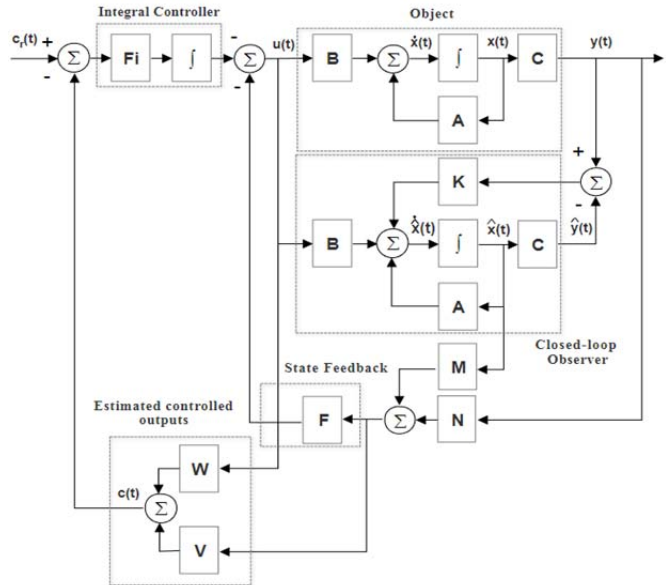 Integral Controller
Object
cᵣ(t)
+
-
Σ
Fi
∫
-
-
Σ
u(t)
B
Σ
ẋ(t)
∫
x(t)
C
y(t)
A
K
+
-
Σ
B
Σ
x̂̇(t)
∫
x̂(t)
C
ŷ(t)
A
Closed-loop
Observer
M
State Feedback
F
Σ
N
Estimated controlled
outputs
W
c(t)
Σ
V